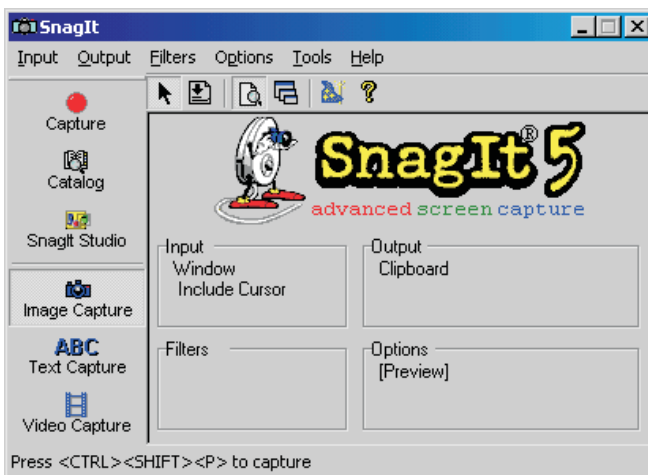 SnagIt
Input Output Filters Options Tools Help
Capture
Catalog
SnagIt Studio
Image Capture
ABC
Text Capture
Video Capture
SnagIt® 5
advanced screen capture
Input
Window
Include Cursor
Output
Clipboard
Filters
Options
[Preview]
Press <CTRL><SHIFT><P> to capture